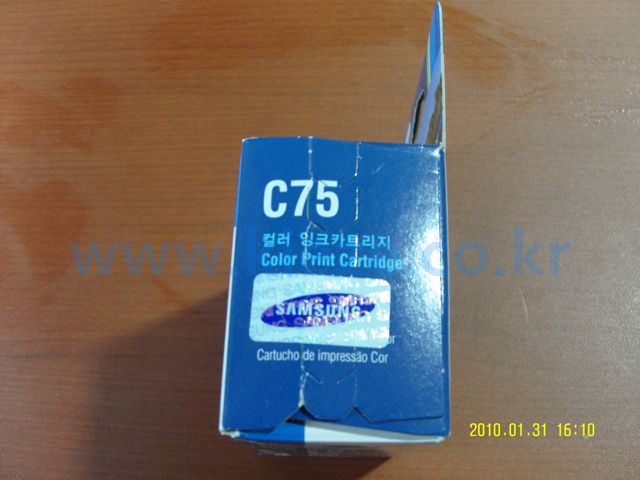 C75
컬러 잉크카트리지
Color Print Cartridge
SAMSUNG
Cartucho de impressão Cor
2010.01.31 16:10